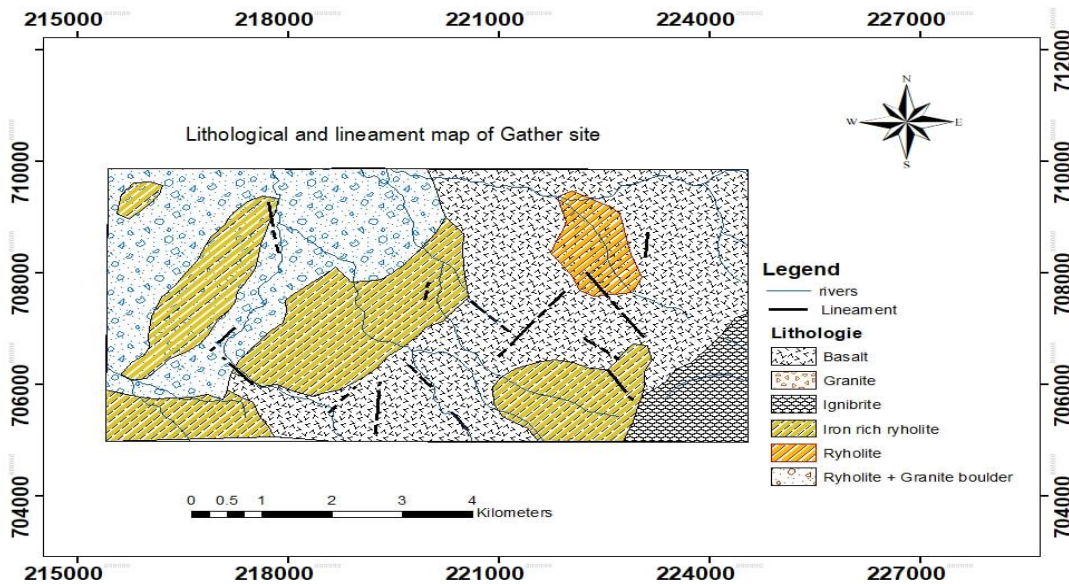 215000 218000 221000 224000 227000
Lithological and lineament map of Gather site
N
W E
S
712000
710000 710000
708000 708000
706000 706000
704000 704000
Legend
rivers
Lineament
Lithologie
Basalt
Granite
Ignibrite
Iron rich ryholite
Ryholite
Ryholite + Granite boulder
0 0.5 1 2 3 4
Kilometers
215000 218000 221000 224000 227000